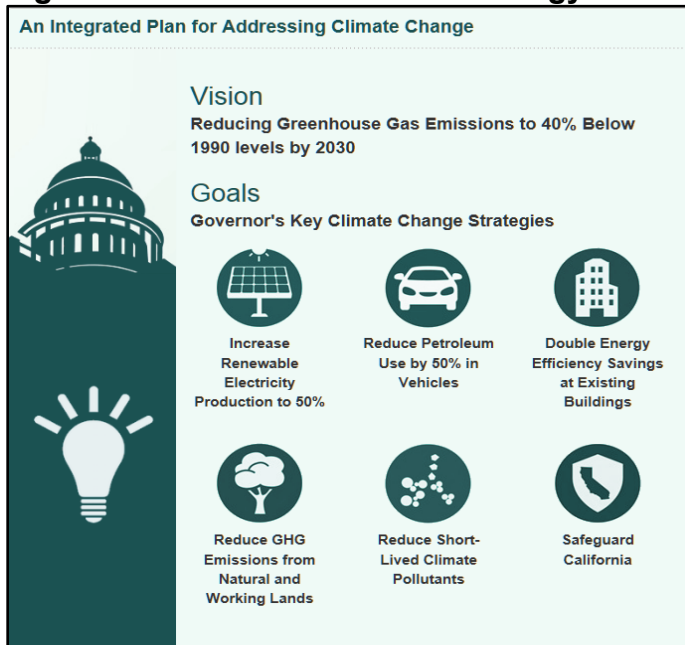 An Integrated Plan for Addressing Climate Change
Vision
Reducing Greenhouse Gas Emissions to 40% Below
1990 levels by 2030
Goals
Governor's Key Climate Change Strategies
Increase
Renewable
Electricity
Production to 50%
Reduce Petroleum
Use by 50% in
Vehicles
Double Energy
Efficiency Savings
at Existing
Buildings
Reduce GHG
Emissions from
Natural and
Working Lands
Reduce Short-
Lived Climate
Pollutants
Safeguard
California